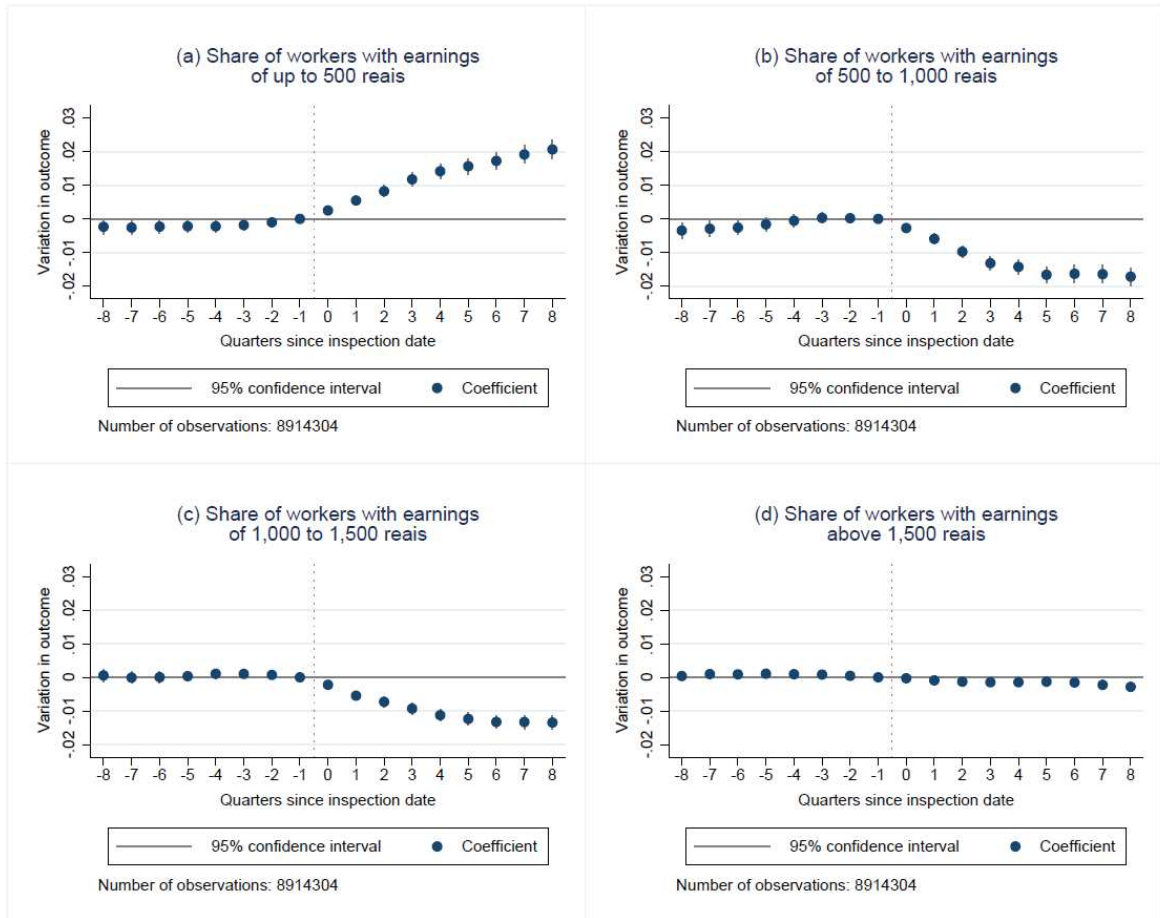 (a) Share of workers with earnings
of up to 500 reais
Variation in outcome
.03
.02
.01
0
-.01
-.02
-8 -7 -6 -5 -4 -3 -2 -1 0 1 2 3 4 5 6 7 8
Quarters since inspection date
95% confidence interval Coefficient
Number of observations: 8914304
(b) Share of workers with earnings
of 500 to 1,000 reais
Variation in outcome
.03
.02
.01
0
-.01
-.02
-8 -7 -6 -5 -4 -3 -2 -1 0 1 2 3 4 5 6 7 8
Quarters since inspection date
95% confidence interval Coefficient
Number of observations: 8914304
(c) Share of workers with earnings
of 1,000 to 1,500 reais
Variation in outcome
.03
.02
.01
0
-.01
-.02
-8 -7 -6 -5 -4 -3 -2 -1 0 1 2 3 4 5 6 7 8
Quarters since inspection date
95% confidence interval Coefficient
Number of observations: 8914304
(d) Share of workers with earnings
above 1,500 reais
Variation in outcome
.03
.02
.01
0
-.01
-.02
-8 -7 -6 -5 -4 -3 -2 -1 0 1 2 3 4 5 6 7 8
Quarters since inspection date
95% confidence interval Coefficient
Number of observations: 8914304